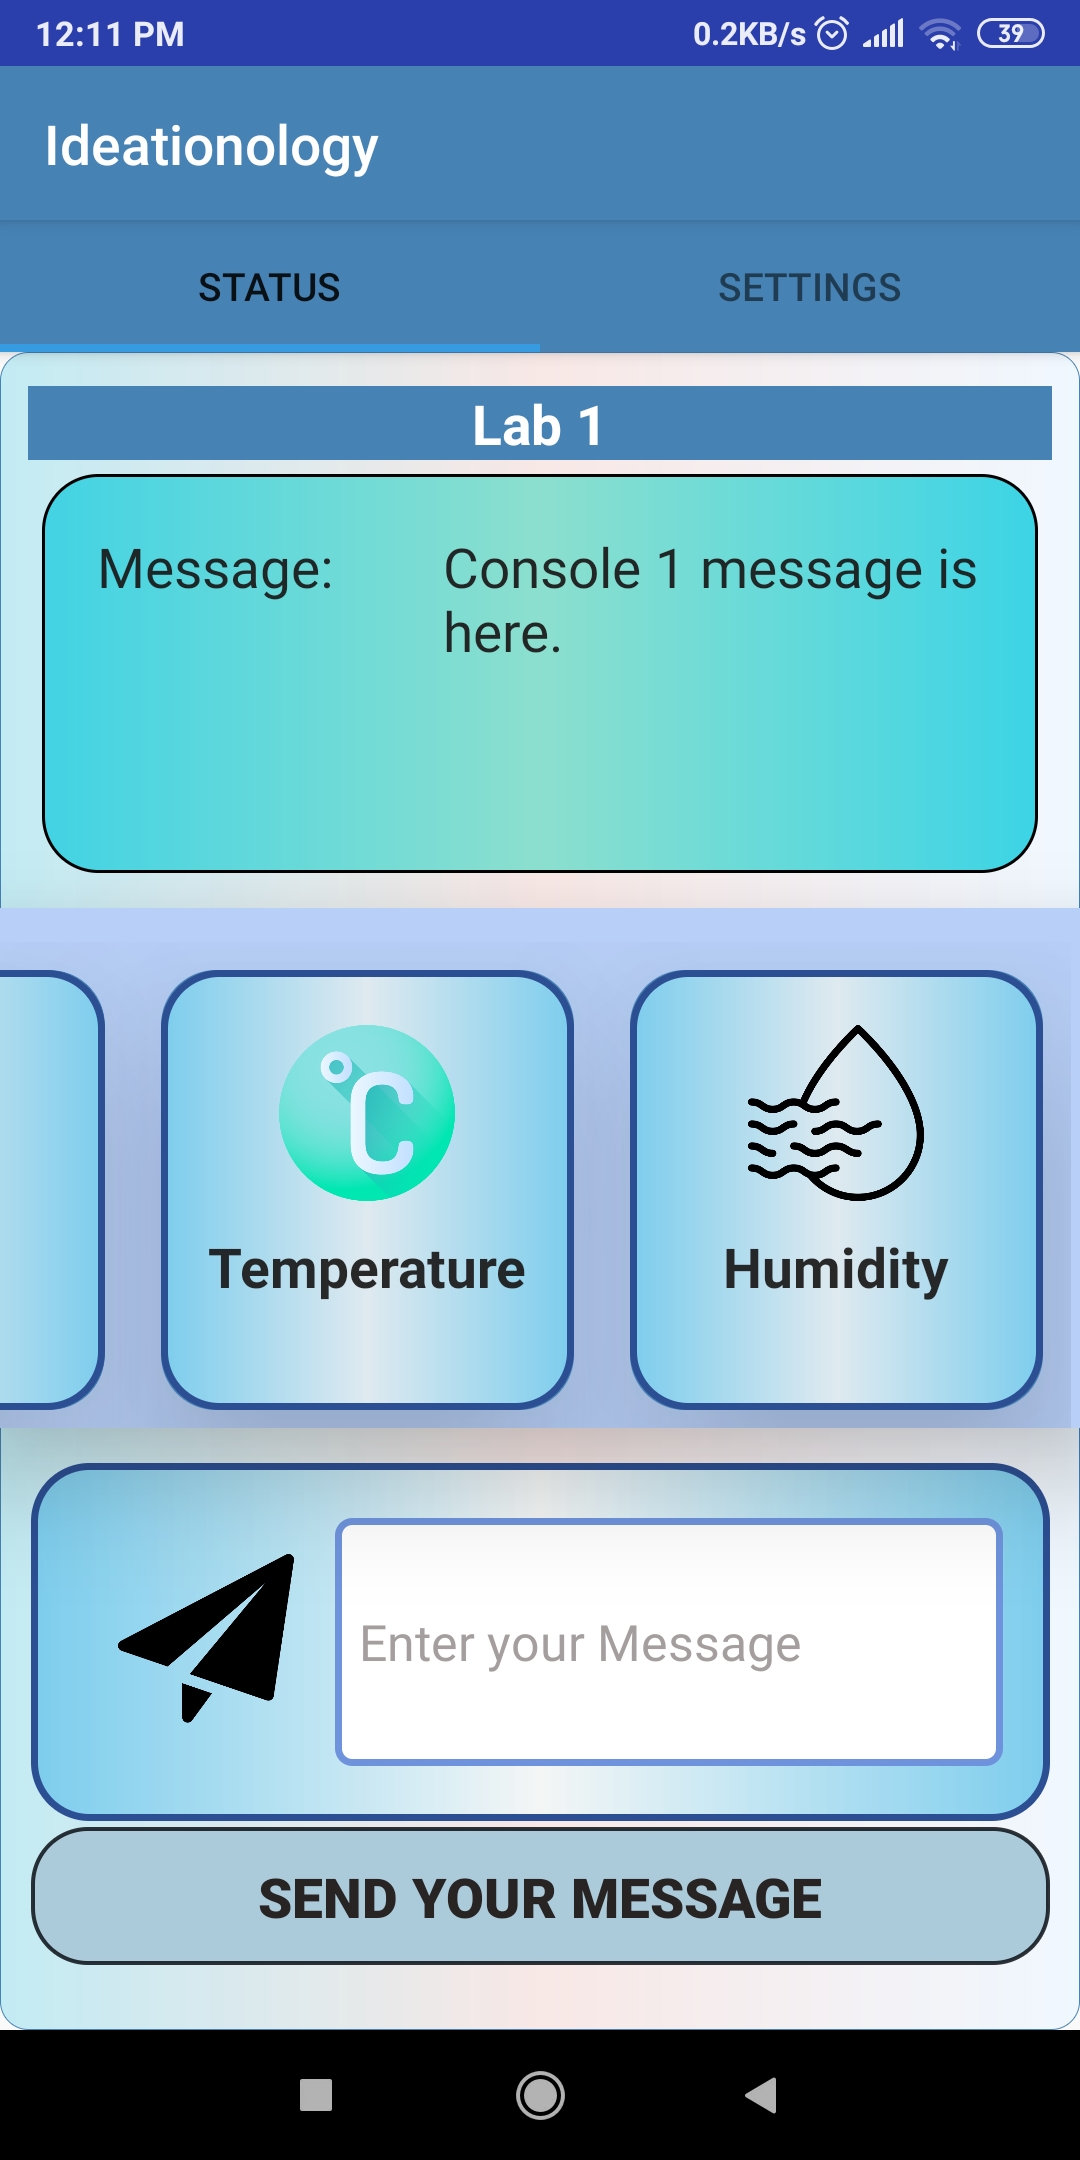 12:11 PM 0.2KB/s 39
Ideationology
STATUS SETTINGS
Lab 1
Message: Console 1 message is
here.
°C
Temperature Humidity
Enter your Message
SEND YOUR MESSAGE